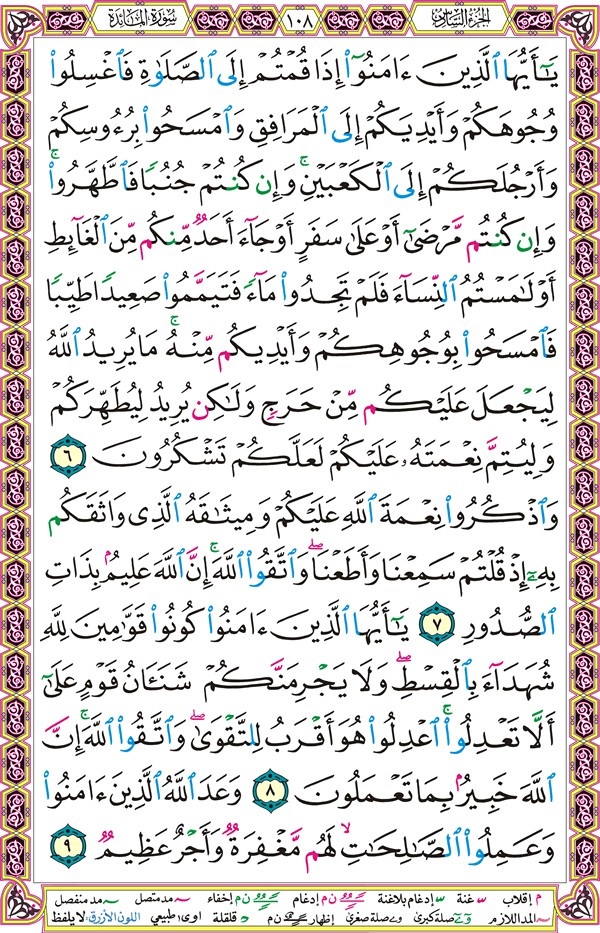 الجزء السادس ١٠٨ سورة المائدة
يَٰٓأَيُّهَا ٱلَّذِينَ ءَامَنُوٓا۟ إِذَا قُمْتُمْ إِلَى ٱلصَّلَوٰةِ فَٱغْسِلُوا۟
وُجُوهَكُمْ وَأَيْدِيَكُمْ إِلَى ٱلْمَرَافِقِ وَٱمْسَحُوا۟ بِرُءُوسِكُمْ
وَأَرْجُلَكُمْ إِلَى ٱلْكَعْبَيْنِ ۚ وَإِن كُنتُمْ جُنُبًا فَٱطَّهَّرُوا۟ ۚ
وَإِن كُنتُم مَّرْضَىٰٓ أَوْ عَلَىٰ سَفَرٍ أَوْ جَآءَ أَحَدٌ مِّنكُم مِّنَ ٱلْغَآئِطِ
أَوْ لَٰمَسْتُمُ ٱلنِّسَآءَ فَلَمْ تَجِدُوا۟ مَآءً فَتَيَمَّمُوا۟ صَعِيدًا طَيِّبًا
فَٱمْسَحُوا۟ بِوُجُوهِكُمْ وَأَيْدِيكُم مِّنْهُ ۚ مَا يُرِيدُ ٱللَّهُ
لِيَجْعَلَ عَلَيْكُم مِّنْ حَرَجٍ وَلَٰكِن يُرِيدُ لِيُطَهِّرَكُمْ
وَلِيُتِمَّ نِعْمَتَهُۥ عَلَيْكُمْ لَعَلَّكُمْ تَشْكُرُونَ ٦
وَٱذْكُرُوا۟ نِعْمَةَ ٱللَّهِ عَلَيْكُمْ وَمِيثَٰقَهُ ٱلَّذِى وَاثَقَكُم
بِهِۦٓ إِذْ قُلْتُمْ سَمِعْنَا وَأَطَعْنَا ۖ وَٱتَّقُوا۟ ٱللَّهَ ۚ إِنَّ ٱللَّهَ عَلِيمٌۢ بِذَاتِ
ٱلصُّدُورِ ٧ يَٰٓأَيُّهَا ٱلَّذِينَ ءَامَنُوا۟ كُونُوا۟ قَوَّٰمِينَ لِلَّهِ
شُهَدَآءَ بِٱلْقِسْطِ ۖ وَلَا يَجْرِمَنَّكُمْ شَنَـَٔانُ قَوْمٍ عَلَىٰٓ
أَلَّا تَعْدِلُوا۟ ۚ ٱعْدِلُوا۟ هُوَ أَقْرَبُ لِلتَّقْوَىٰ ۖ وَٱتَّقُوا۟ ٱللَّهَ ۚ إِنَّ
ٱللَّهَ خَبِيرٌۢ بِمَا تَعْمَلُونَ ٨ وَعَدَ ٱللَّهُ ٱلَّذِينَ ءَامَنُوا۟
وَعَمِلُوا۟ ٱلصَّٰلِحَٰتِ ۙ لَهُم مَّغْفِرَةٌ وَأَجْرٌ عَظِيمٌ ٩
م إقلاب غنة إدغام بلاغنة ن م إدغام إخفاء مد متصل مد منفصل
المد اللازم صلة كبرى صلة صغرى إظهار ن م قلقلة اوى؛ طبيعي اللون الأزرق: لا يلفظ